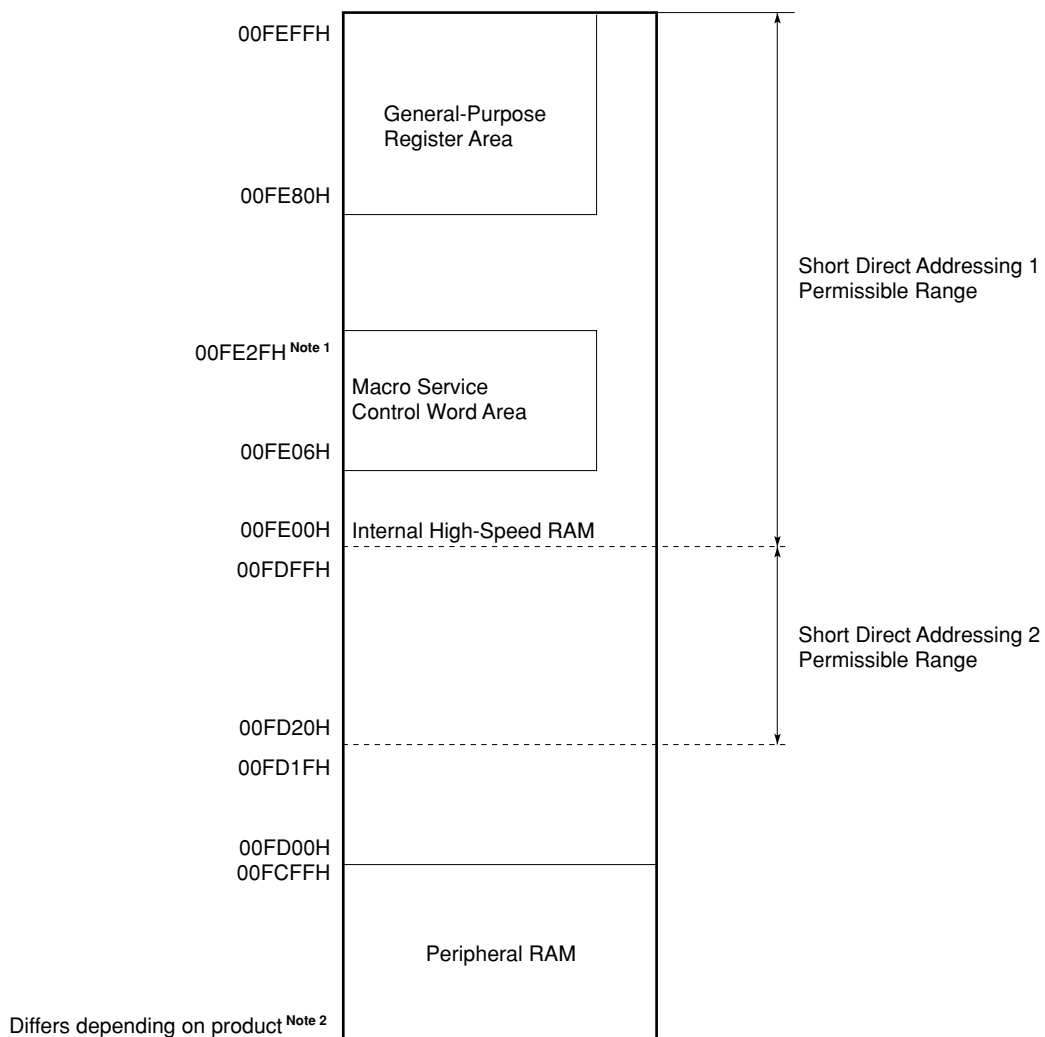 00FEFFH
General-Purpose
Register Area
00FE80H
Short Direct Addressing 1
Permissible Range
00FE2FH Note 1
Macro Service
Control Word Area
00FE06H
00FE00H
Internal High-Speed RAM
00FDFFH
Short Direct Addressing 2
Permissible Range
00FD20H
00FD1FH
00FD00H
00FCFFH
Peripheral RAM
Differs depending on product Note 2